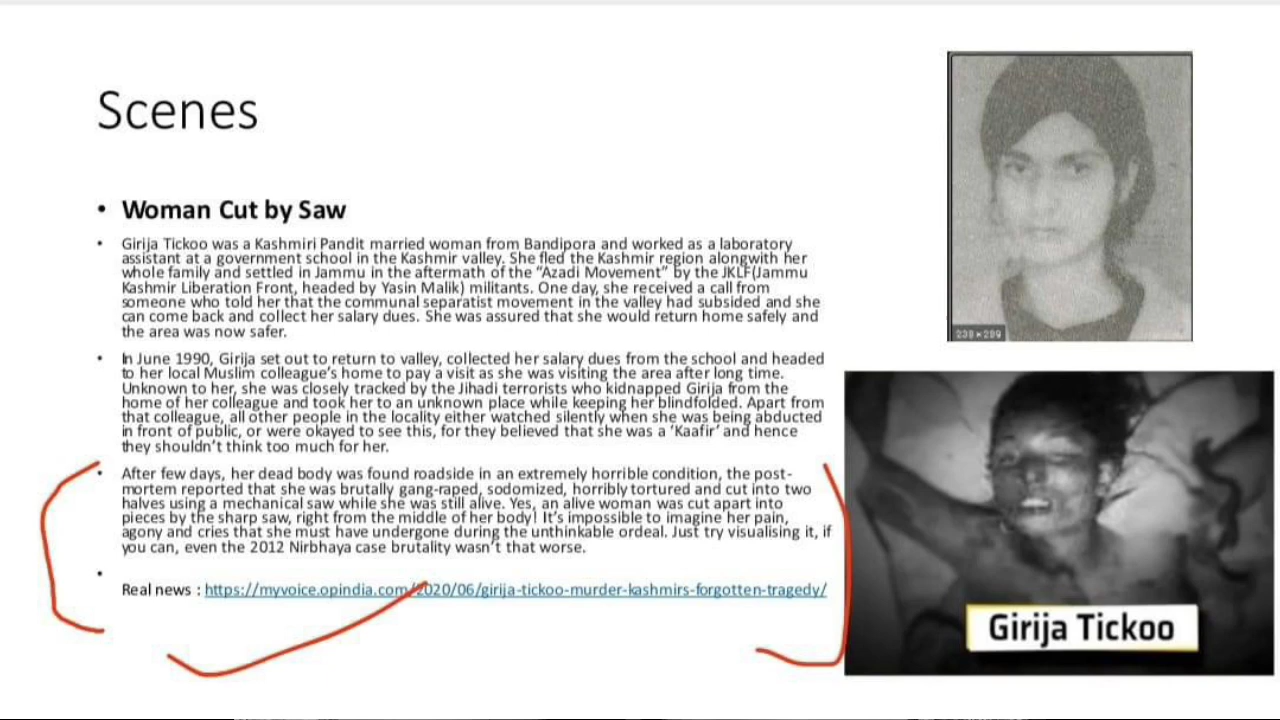 Scenes
• Woman Cut by Saw
• Girija Tickoo was a Kashmiri Pandit married woman from Bandipora and worked as a laboratory
assistant at a government school in the Kashmir valley. She fled the Kashmir region alongwith her
whole family and settled in Jammu in the aftermath of the “Azadi Movement” by the JKLF(Jammu
Kashmir Liberation Front, headed by Yasin Malik) militants. One day, she received a call from
someone who told her that the communal separatist movement in the valley had subsided and she
can come back and collect her salary dues. She was assured that she would return home safely and
the area was now safer.
• In June 1990, Girija set out to return to valley, collected her salary dues from the school and headed
to her local Muslim colleague’s home to pay a visit as she was visiting the area after long time.
Unknown to her, she was closely tracked by the Jihadi terrorists who kidnapped Girija from the
home of her colleague and took her to an unknown place while keeping her blindfolded. Apart from
that colleague, all other people in the locality either watched silently when she was being abducted
in front of public, or were okayed to see this, for they believed that she was a ‘Kaafir’ and hence
they shouldn’t think too much for her.
• After few days, her dead body was found roadside in an extremely horrible condition, the post-
mortem reported that she was brutally gang-raped, sodomized, horribly tortured and cut into two
halves using a mechanical saw while she was still alive. Yes, an alive woman was cut apart into
pieces by the sharp saw, right from the middle of her body! It’s impossible to imagine her pain,
agony and cries that she must have undergone during the unthinkable ordeal. Just try visualising it, if
you can, even the 2012 Nirbhaya case brutality wasn’t that worse.
•
Real news : https://myvoice.opindia.com/2020/06/girija-tickoo-murder-kashmirs-forgotten-tragedy/
Girija Tickoo